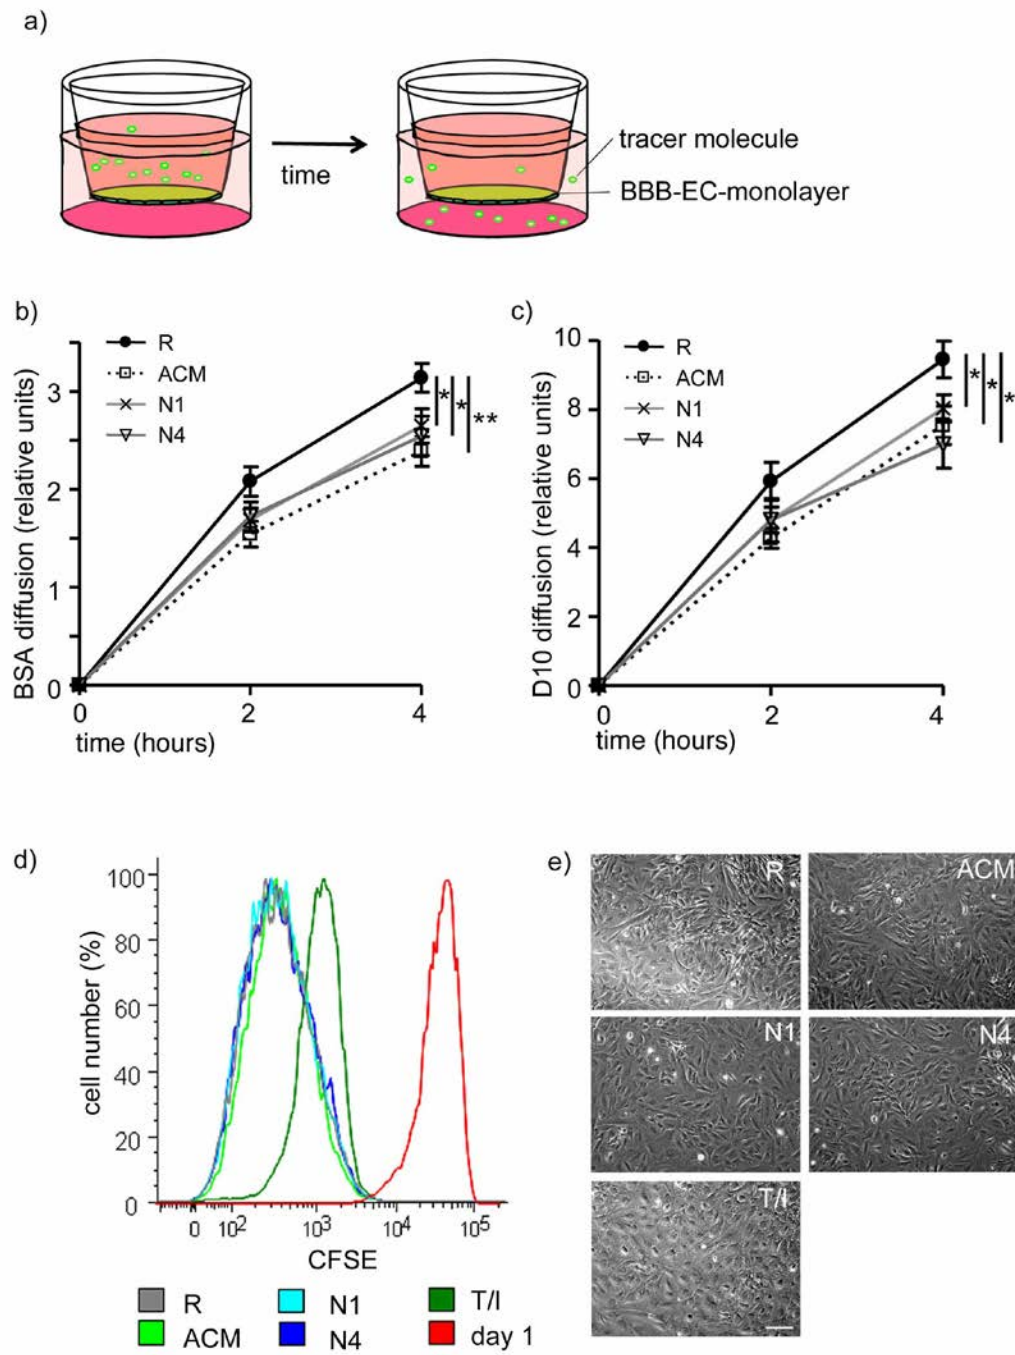 a)
time
tracer molecule
BBB-EC-monolayer
b)
R
ACM
N1
N4
BSA diffusion (relative units)
3
2
1
0
0 2 4
time (hours)
* * **
c)
R
ACM
N1
N4
D10 diffusion (relative units)
10
8
6
4
2
0
0 2 4
time (hours)
* * *
d)
cell number (%)
100
80
60
40
20
0
0 10² 10³ 10⁴ 10⁵
CFSE
R N1 T/I
ACM N4 day 1
e)
R ACM
N1 N4
T/I